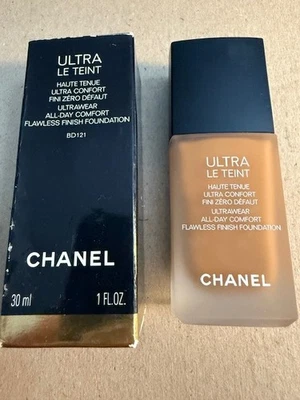 ULTRA
LE TEINT
HAUTE TENUE
ULTRA CONFORT
FINI ZÉRO DÉFAUT
ULTRAWEAR
ALL-DAY COMFORT
FLAWLESS FINISH FOUNDATION
BD121
CHANEL
30 ml
1 FL.OZ.
ULTRA
LE TEINT
HAUTE TENUE
ULTRA CONFORT
FINI ZÉRO DÉFAUT
ULTRAWEAR
ALL-DAY COMFORT
FLAWLESS FINISH FOUNDATION
CHANEL